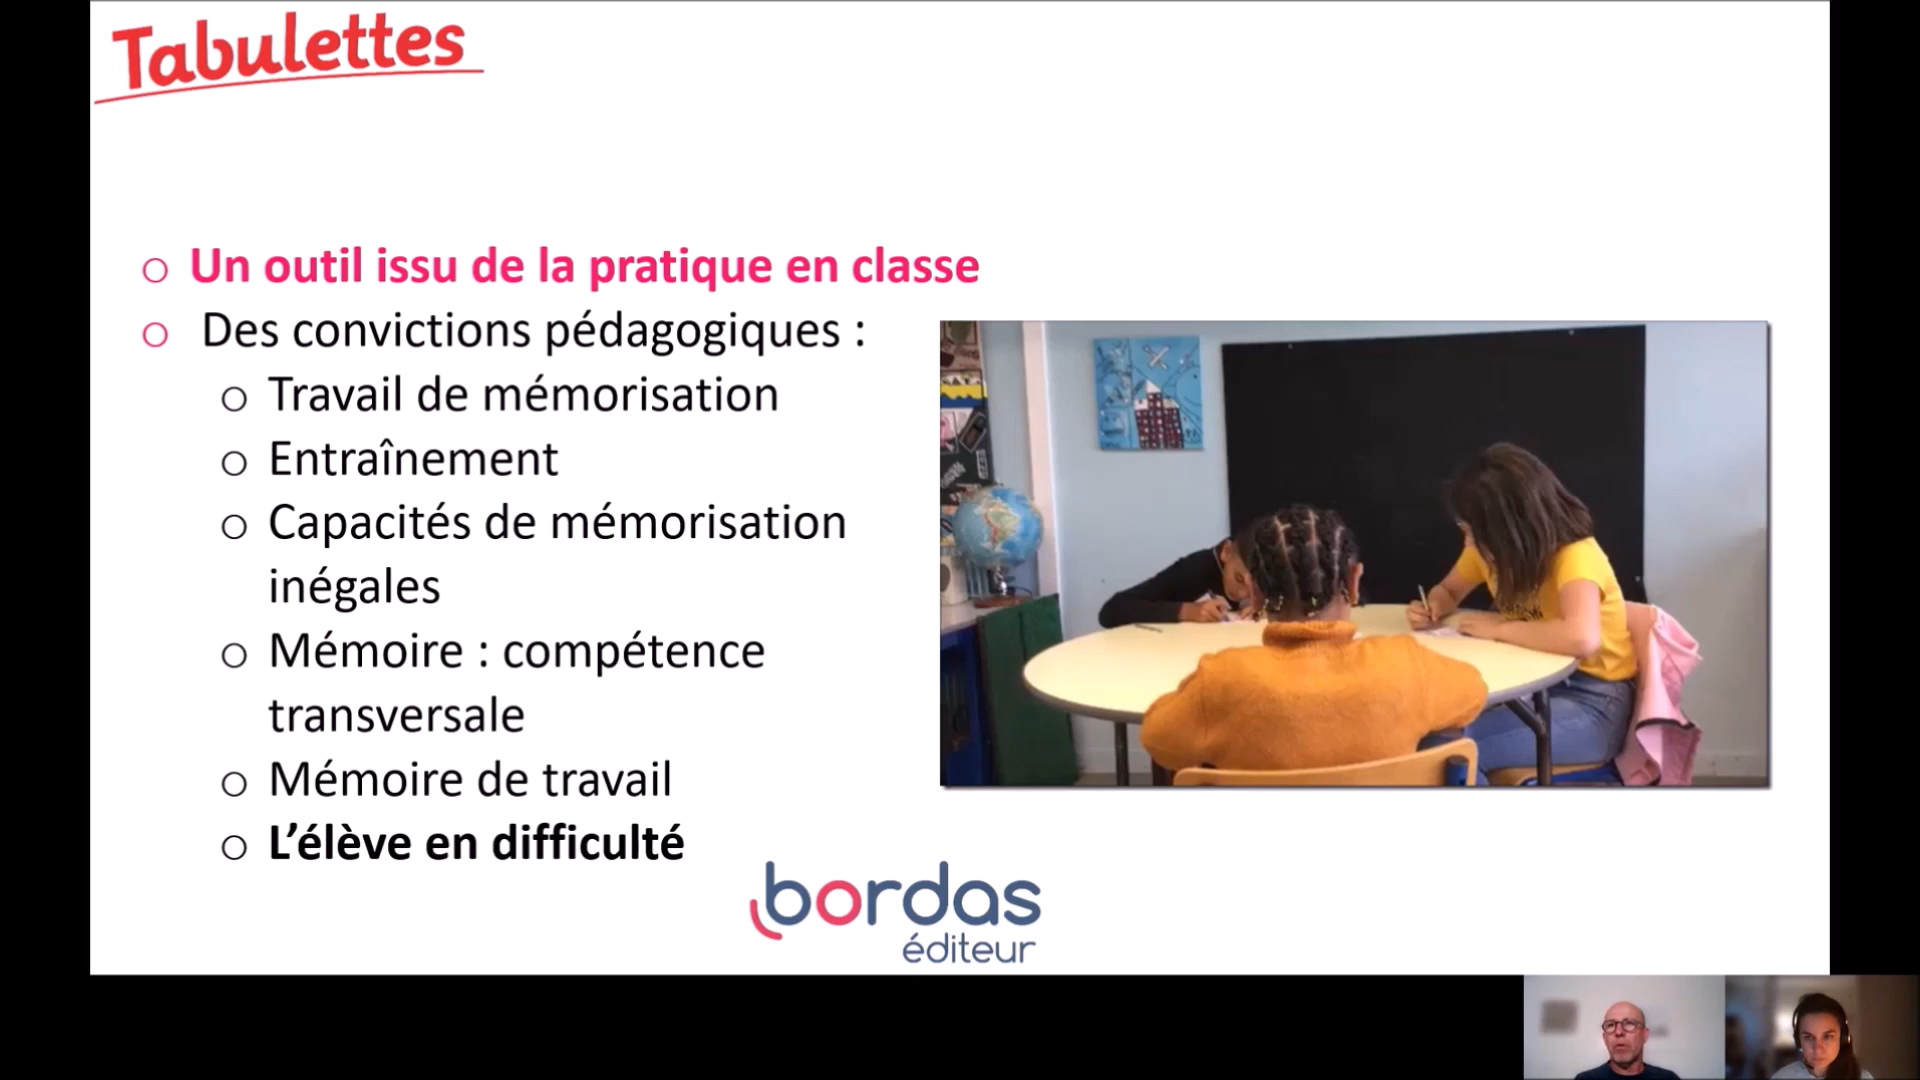 Tabulettes
Un outil issu de la pratique en classe
Des convictions pédagogiques :
Travail de mémorisation
Entraînement
Capacités de mémorisation
inégales
Mémoire : compétence
transversale
Mémoire de travail
L’élève en difficulté
bordas
éditeur